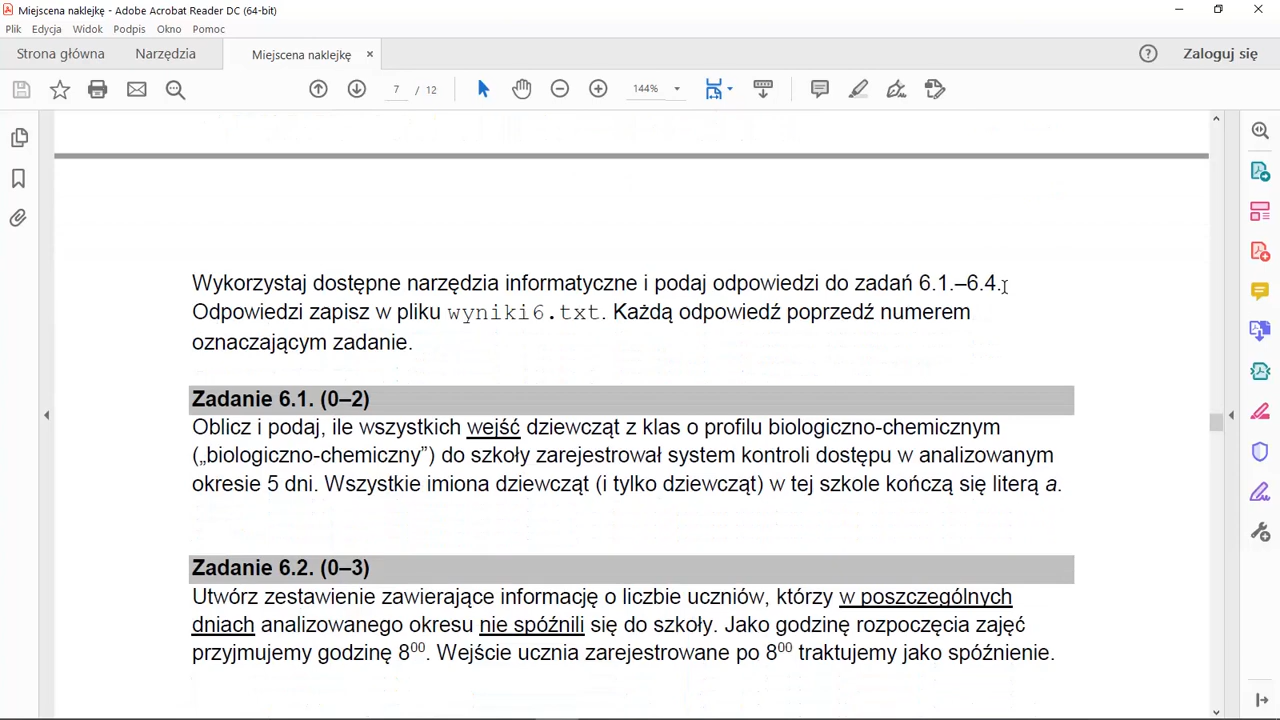 Miejscena naklejkę - Adobe Acrobat Reader DC (64-bit)
Plik Edycja Widok Podpis Okno Pomoc
Strona główna Narzędzia Miejscena naklejkę × Zaloguj się
7 / 12 144%
Wykorzystaj dostępne narzędzia informatyczne i podaj odpowiedzi do zadań 6.1.–6.4.
Odpowiedzi zapisz w pliku wyniki6.txt. Każdą odpowiedź poprzedź numerem
oznaczającym zadanie.
Zadanie 6.1. (0–2)
Oblicz i podaj, ile wszystkich wejść dziewcząt z klas o profilu biologiczno-chemicznym
(„biologiczno-chemiczny”) do szkoły zarejestrował system kontroli dostępu w analizowanym
okresie 5 dni. Wszystkie imiona dziewcząt (i tylko dziewcząt) w tej szkole kończą się literą a.
Zadanie 6.2. (0–3)
Utwórz zestawienie zawierające informację o liczbie uczniów, którzy w poszczególnych
dniach analizowanego okresu nie spóźnili się do szkoły. Jako godzinę rozpoczęcia zajęć
przyjmujemy godzinę 8⁰⁰. Wejście ucznia zarejestrowane po 8⁰⁰ traktujemy jako spóźnienie.